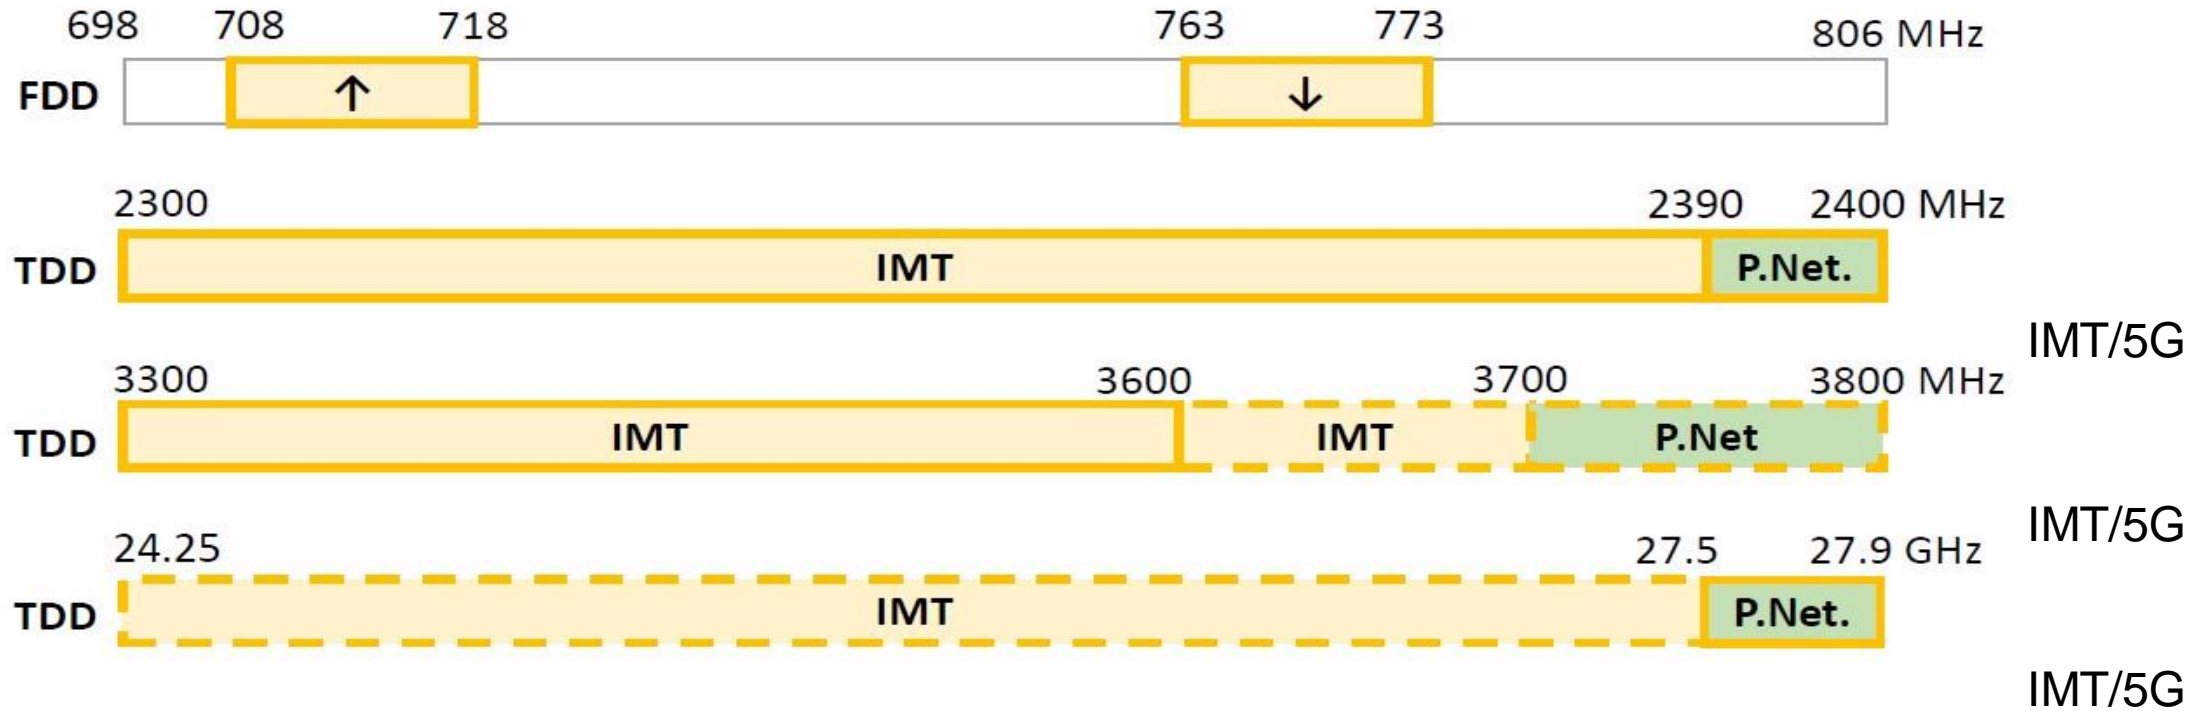 698 708 718 763 773 806 MHz
FDD ↑ ↓
2300 2390 2400 MHz
TDD IMT P.Net.
IMT/5G
3300 3600 3700 3800 MHz
TDD IMT IMT P.Net
IMT/5G
24.25 27.5 27.9 GHz
TDD IMT P.Net.
IMT/5G